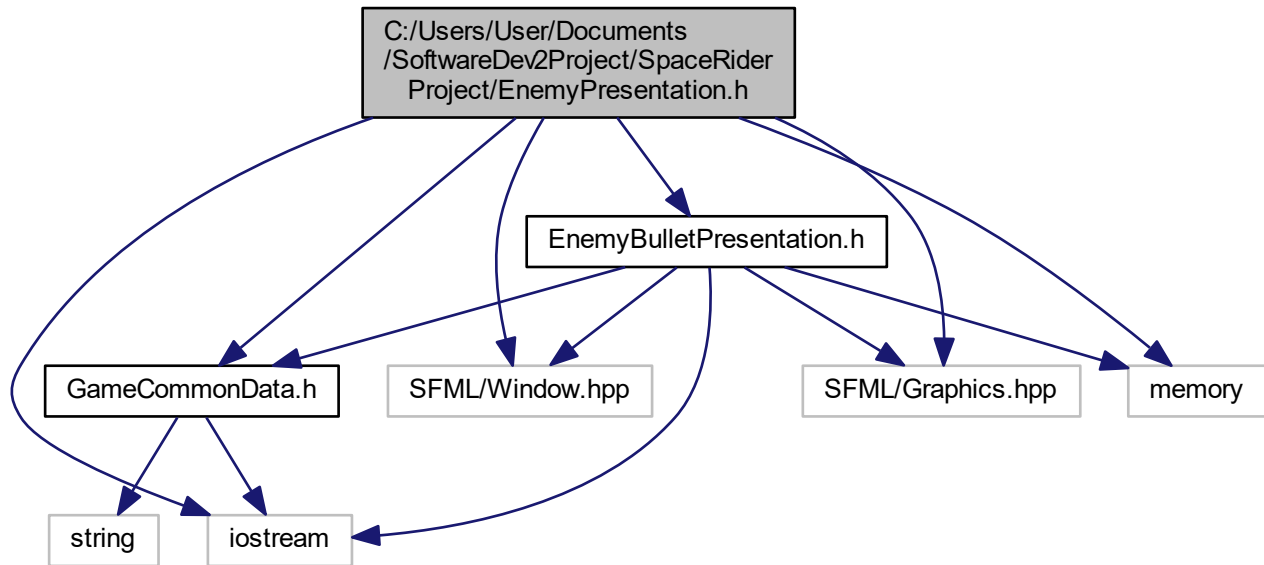 C:/Users/User/Documents
/SoftwareDev2Project/SpaceRider
Project/EnemyPresentation.h
EnemyBulletPresentation.h
GameCommonData.h
SFML/Window.hpp
SFML/Graphics.hpp
memory
string
iostream